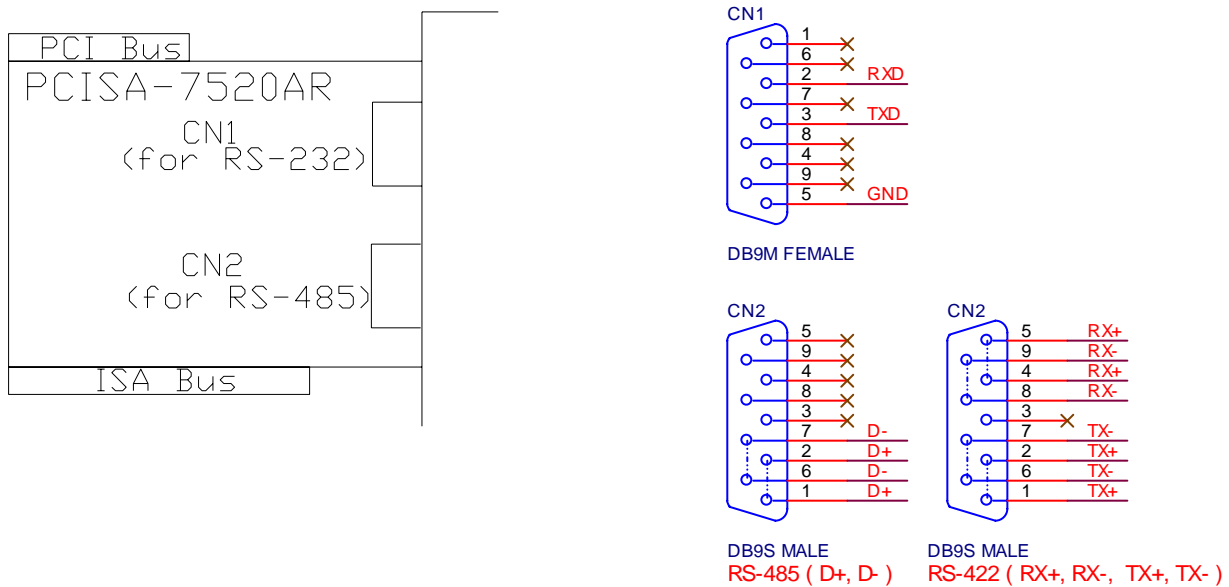 PCI Bus
PCISA-7520AR
CN1
(for RS-232)
CN2
(for RS-485)
ISA Bus
CN1
1
6
2 RXD
7
3 TXD
8
4
9
5 GND
DB9M FEMALE
CN2
5
9
4
8
3
7 D-
2 D+
6 D-
1 D+
DB9S MALE
RS-485 ( D+, D- )
CN2
5 RX+
9 RX-
4 RX+
8 RX-
3
7 TX-
2 TX+
6 TX-
1 TX+
DB9S MALE
RS-422 ( RX+, RX-, TX+, TX- )